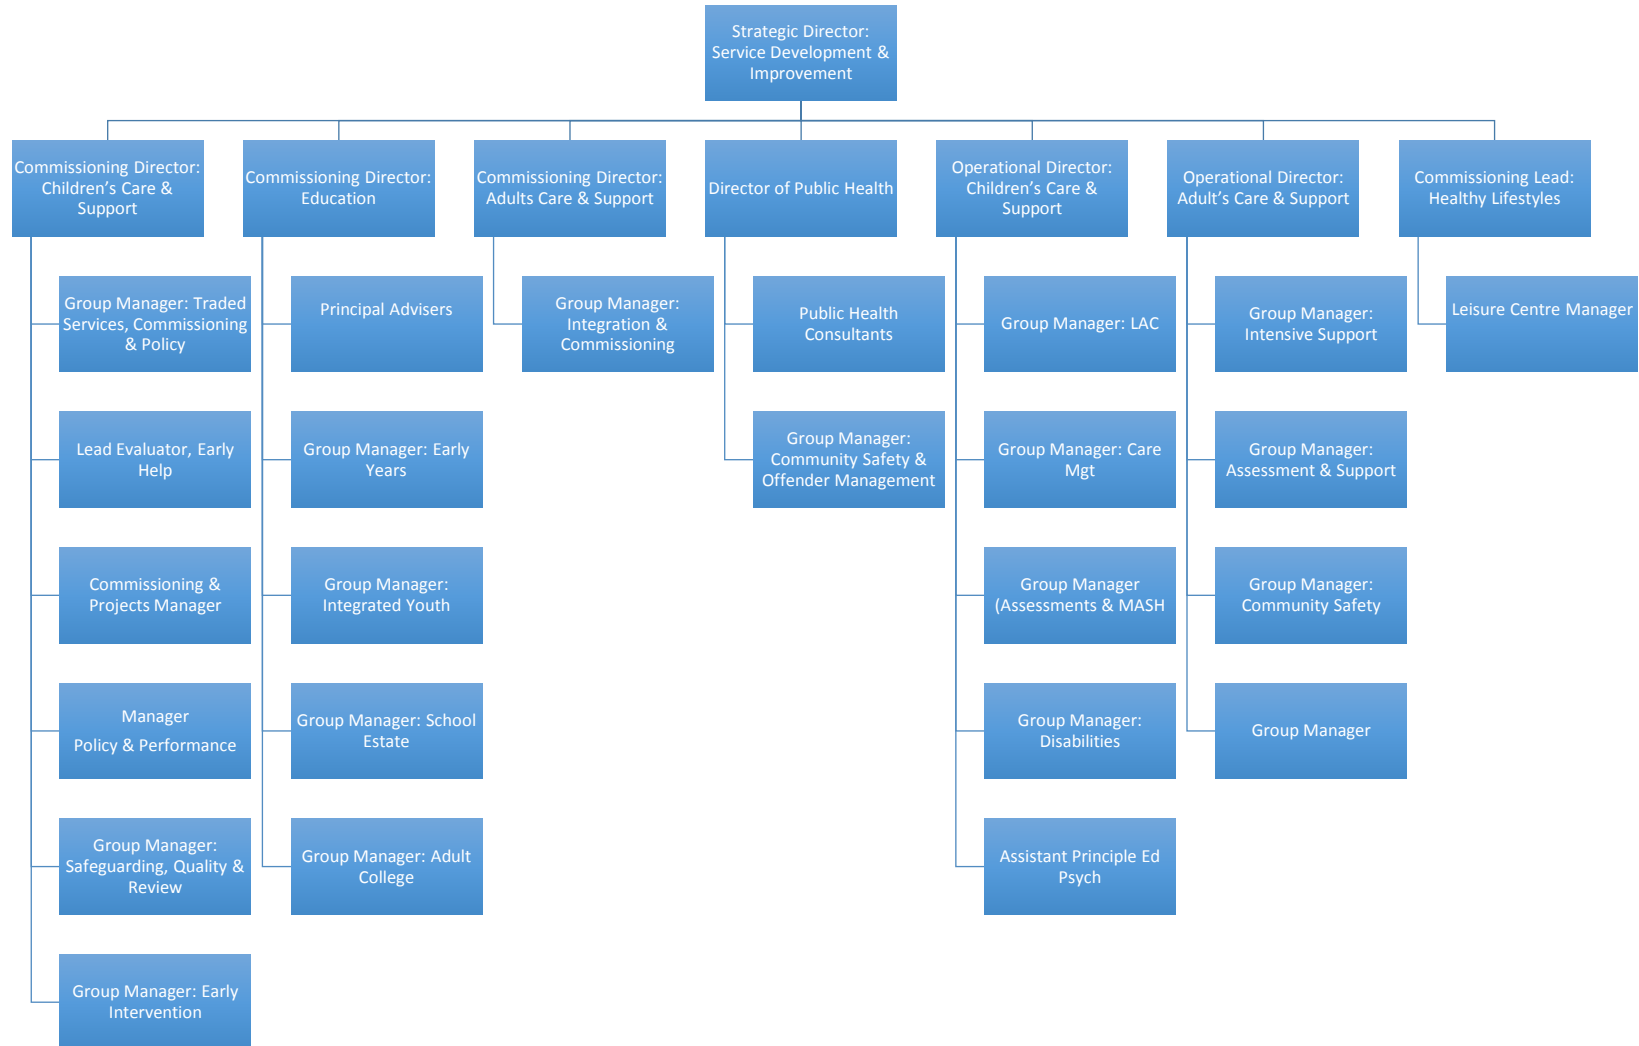 Strategic Director:
Service Development &
Improvement
Commissioning Director:
Children’s Care &
Support
Commissioning Director:
Education
Commissioning Director:
Adults Care & Support
Director of Public Health
Operational Director:
Children’s Care &
Support
Operational Director:
Adult’s Care & Support
Commissioning Lead:
Healthy Lifestyles
Group Manager: Traded
Services, Commissioning
& Policy
Lead Evaluator, Early
Help
Commissioning &
Projects Manager
Manager
Policy & Performance
Group Manager:
Safeguarding, Quality &
Review
Group Manager: Early
Intervention
Principal Advisers
Group Manager: Early
Years
Group Manager:
Integrated Youth
Group Manager: School
Estate
Group Manager: Adult
College
Group Manager:
Integration &
Commissioning
Public Health
Consultants
Group Manager:
Community Safety &
Offender Management
Group Manager: LAC
Group Manager: Care
Mgt
Group Manager
(Assessments & MASH
Group Manager:
Disabilities
Assistant Principle Ed
Psych
Group Manager:
Intensive Support
Group Manager:
Assessment & Support
Group Manager:
Community Safety
Group Manager
Leisure Centre Manager